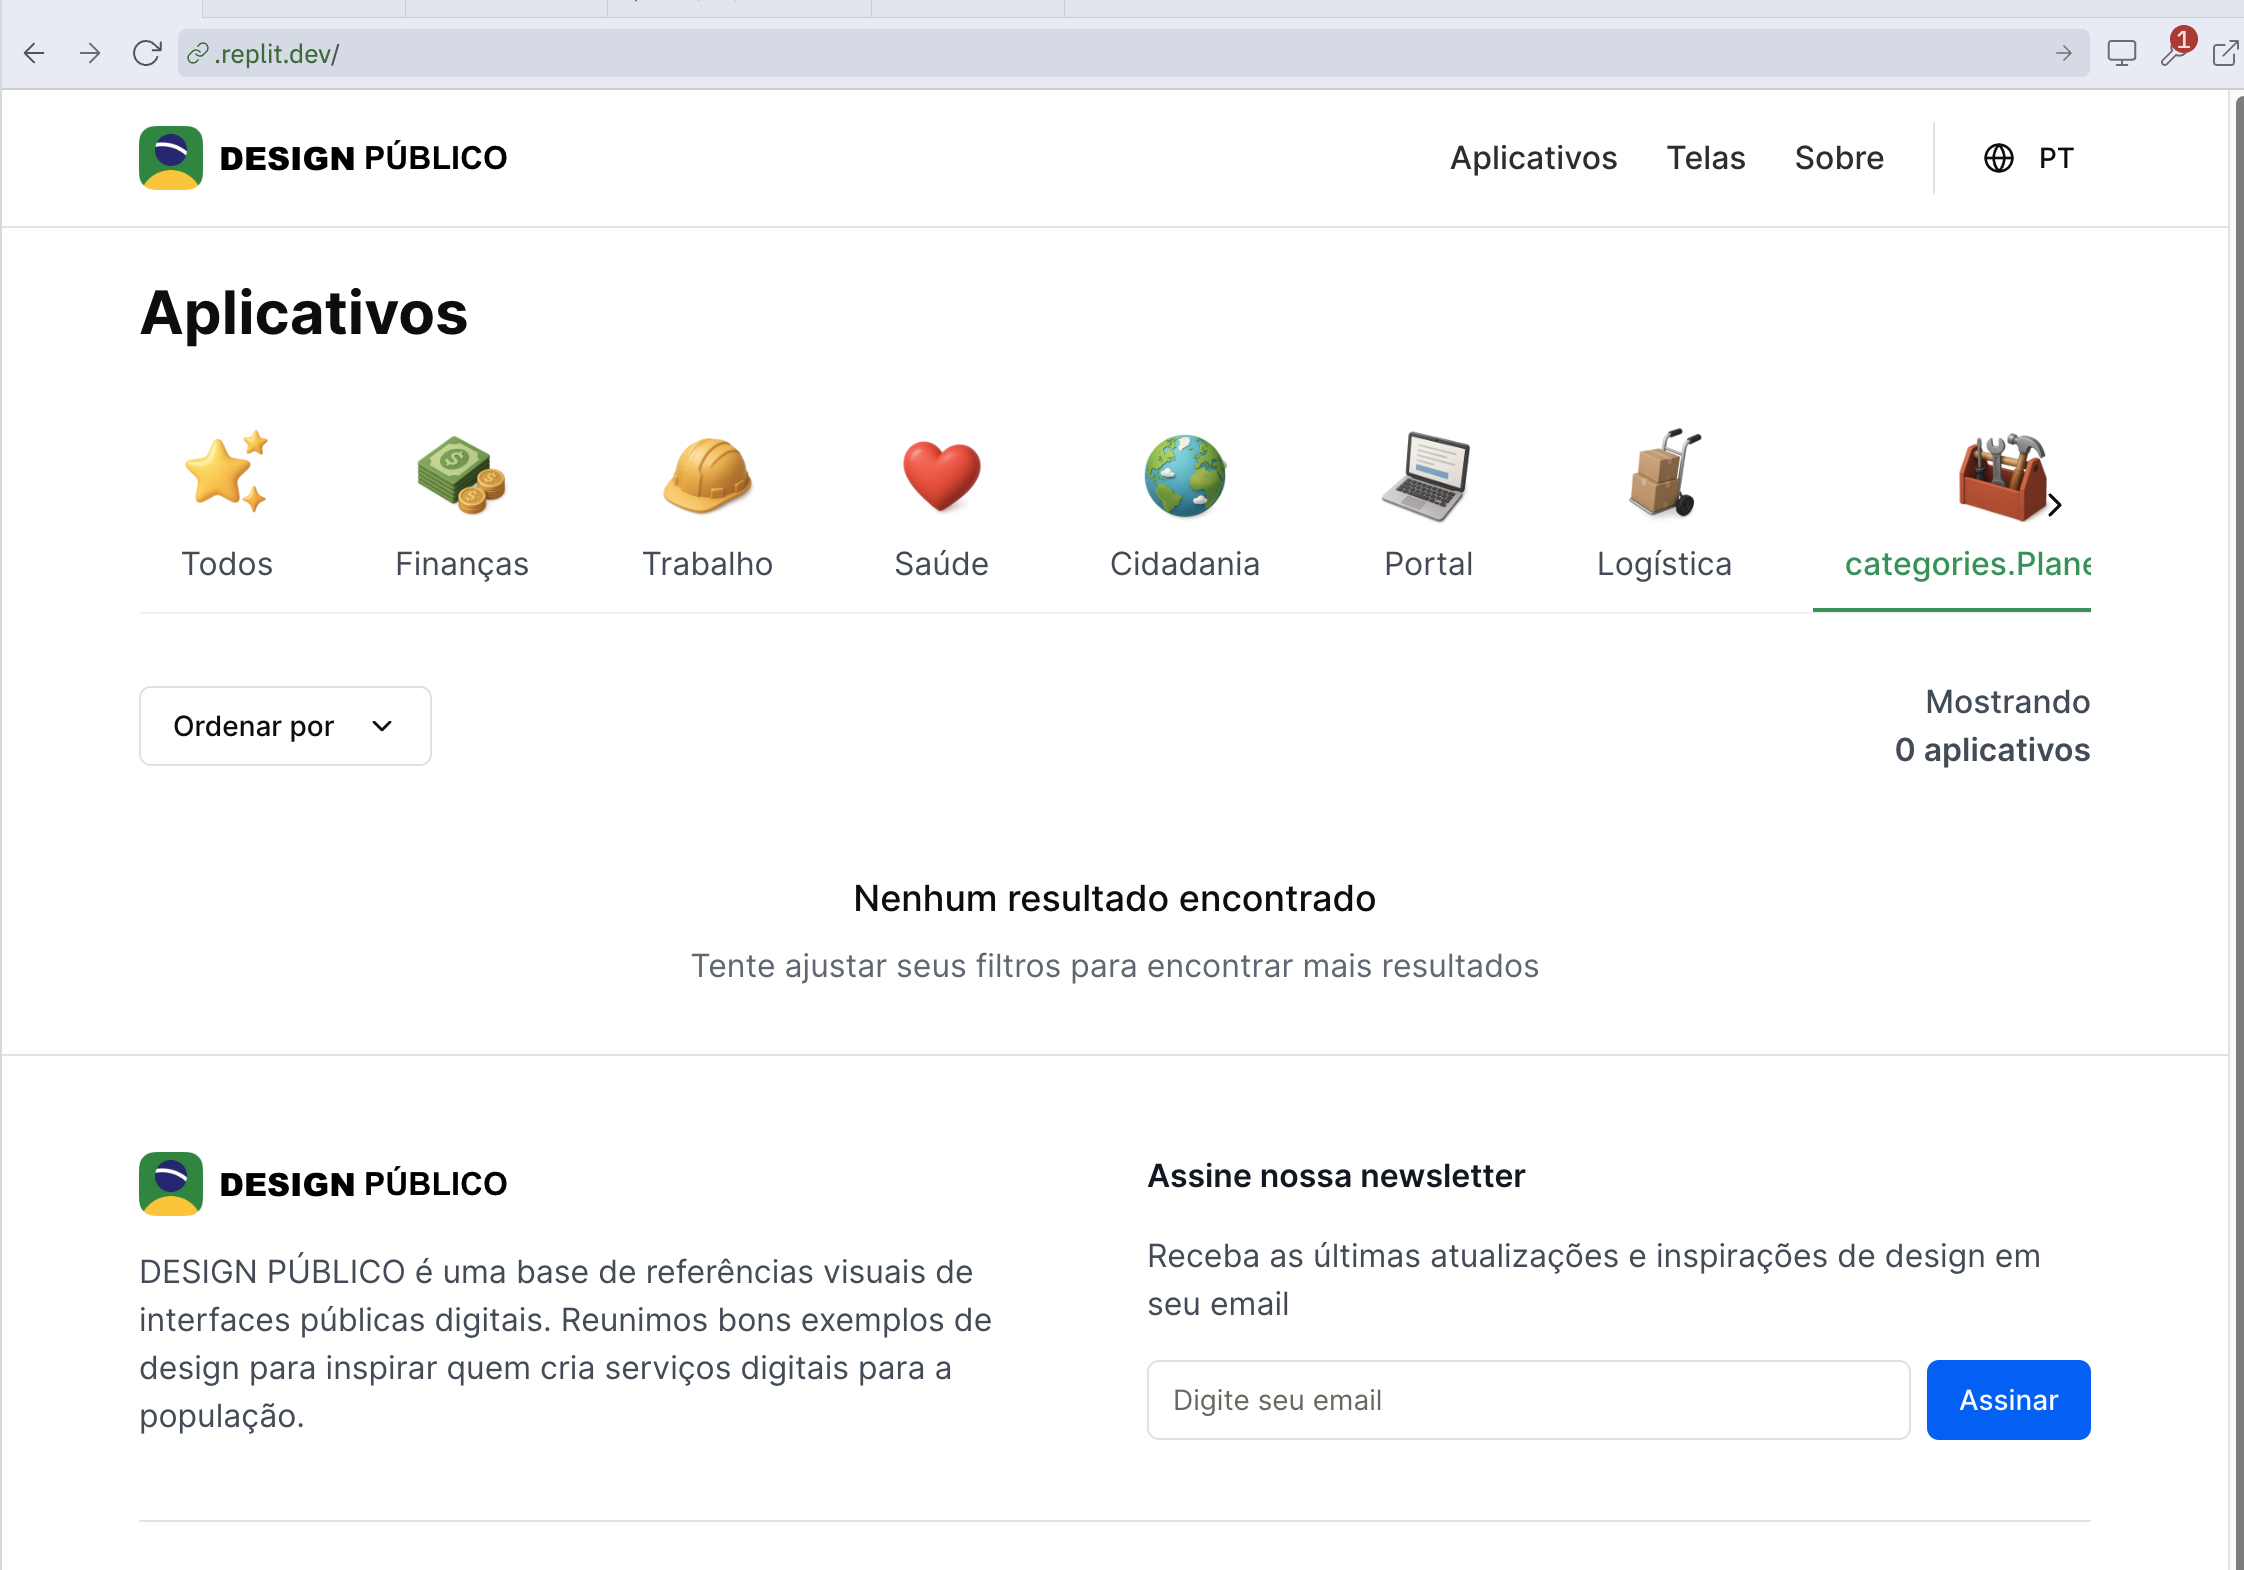 .replit.dev/
1
DESIGN PÚBLICO
Aplicativos
Telas
Sobre
PT
Aplicativos
Todos
Finanças
Trabalho
Saúde
Cidadania
Portal
Logística
categories.Plane
Ordenar por
Mostrando
0 aplicativos
Nenhum resultado encontrado
Tente ajustar seus filtros para encontrar mais resultados
DESIGN PÚBLICO
DESIGN PÚBLICO é uma base de referências visuais de
interfaces públicas digitais. Reunimos bons exemplos de
design para inspirar quem cria serviços digitais para a
população.
Assine nossa newsletter
Receba as últimas atualizações e inspirações de design em
seu email
Digite seu email
Assinar